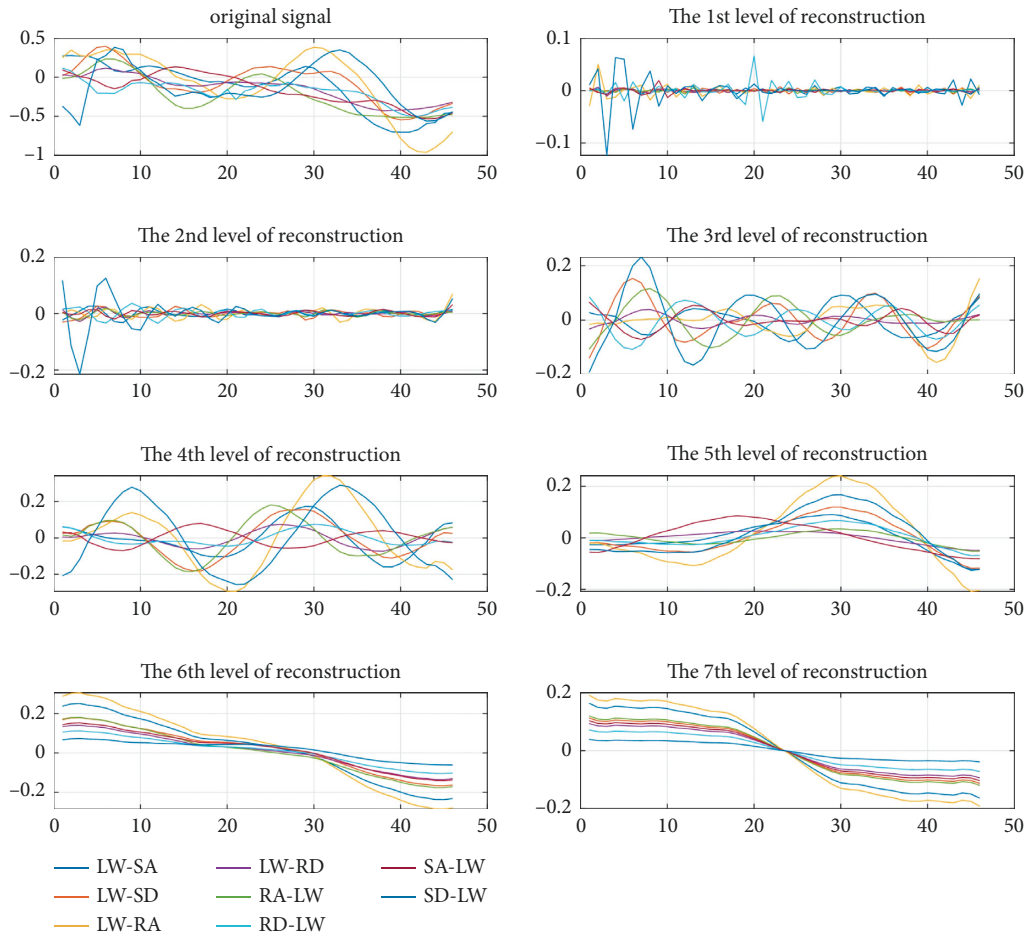 original signal
0.5
0
−0.5
−1
0 10 20 30 40 50
The 1st level of reconstruction
0.1
0
−0.1
0 10 20 30 40 50
The 2nd level of reconstruction
0.2
0
−0.2
0 10 20 30 40 50
The 3rd level of reconstruction
0.2
0
−0.2
0 10 20 30 40 50
The 4th level of reconstruction
0.2
0
−0.2
0 10 20 30 40 50
The 5th level of reconstruction
0.2
0
−0.2
0 10 20 30 40 50
The 6th level of reconstruction
0.2
0
−0.2
0 10 20 30 40 50
The 7th level of reconstruction
0.2
0
−0.2
0 10 20 30 40 50
LW-SA
LW-SD
LW-RA
LW-RD
RA-LW
RD-LW
SA-LW
SD-LW